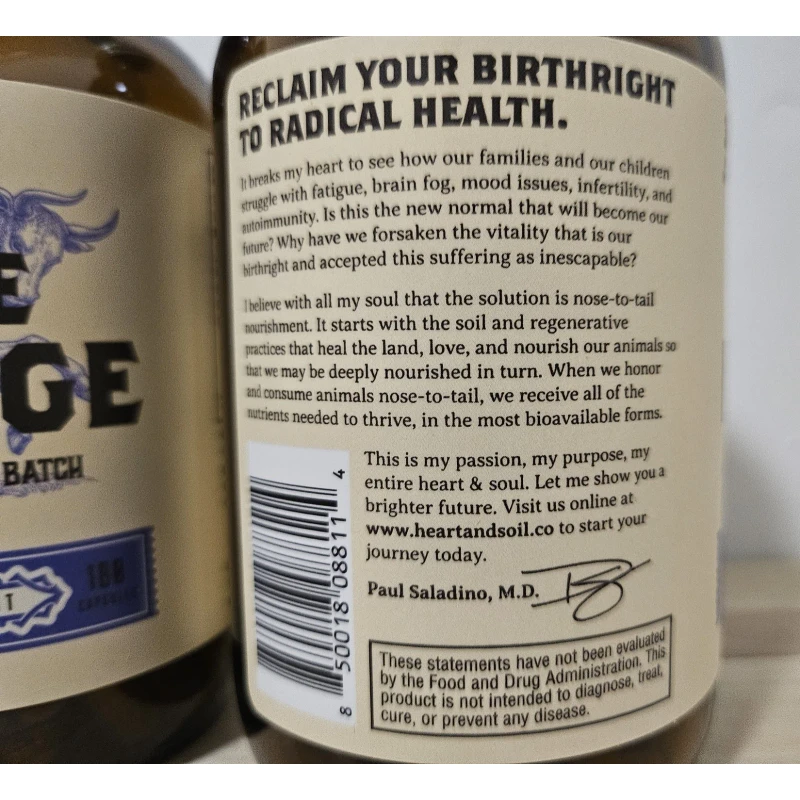 E
GE
BATCH
180
CAPSULES
T
RECLAIM YOUR BIRTHRIGHT
TO RADICAL HEALTH.
It breaks my heart to see how our families and our children
struggle with fatigue, brain fog, mood issues, infertility, and
autoimmunity. Is this the new normal that will become our
future? Why have we forsaken the vitality that is our
birthright and accepted this suffering as inescapable?
I believe with all my soul that the solution is nose-to-tail
nourishment. It starts with the soil and regenerative
practices that heal the land, love, and nourish our animals so
that we may be deeply nourished in turn. When we honor
and consume animals nose-to-tail, we receive all of the
nutrients needed to thrive, in the most bioavailable forms.
This is my passion, my purpose, my
entire heart & soul. Let me show you a
brighter future. Visit us online at
www.heartandsoil.co to start your
journey today.
Paul Saladino, M.D.
8 50018 08811 4
These statements have not been evaluated
by the Food and Drug Administration. This
product is not intended to diagnose, treat,
cure, or prevent any disease.